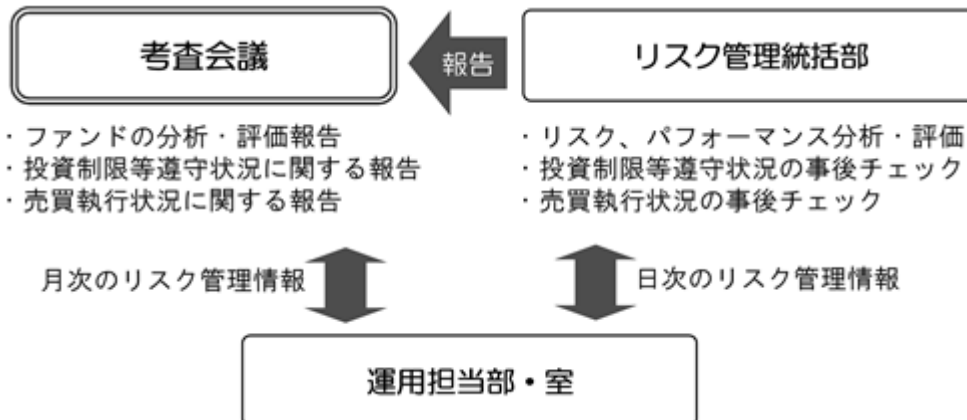 考査会議
報告
リスク管理統括部
・ファンドの分析・評価報告
・投資制限等遵守状況に関する報告
・売買執行状況に関する報告
・リスク、パフォーマンス分析・評価
・投資制限等遵守状況の事後チェック
・売買執行状況の事後チェック
月次のリスク管理情報
日次のリスク管理情報
運用担当部・室